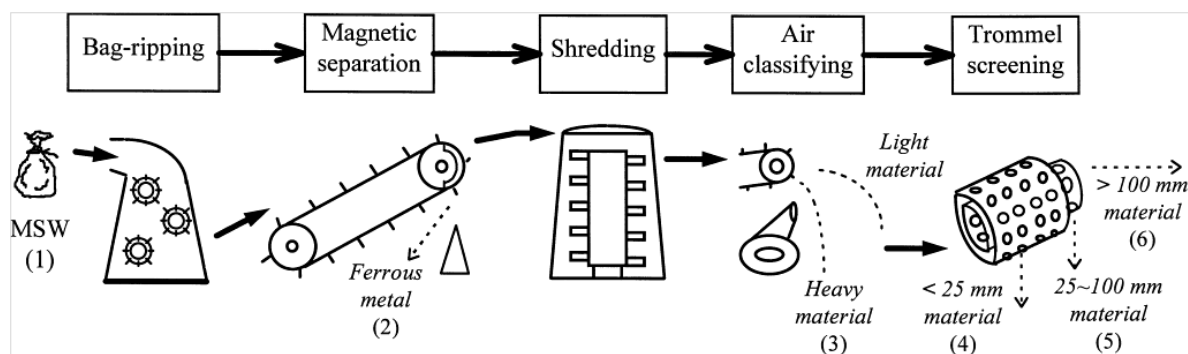 Bag-ripping
Magnetic
separation
Shredding
Air
classifying
Trommel
screening
MSW
(1)
Ferrous
metal
(2)
Light
material
Heavy
material
(3)
< 25 mm
material
(4)
25~100 mm
material
(5)
> 100 mm
material
(6)